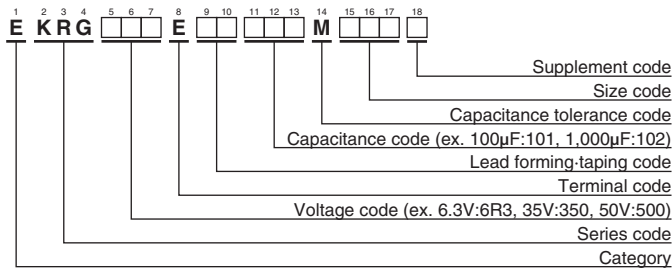 1 2 3 4 5 6 7 8 9 10 11 12 13 14 15 16 17 18
E K R G E M
Supplement code
Size code
Capacitance tolerance code
Capacitance code (ex. 100µF:101, 1,000µF:102)
Lead forming·taping code
Terminal code
Voltage code (ex. 6.3V:6R3, 35V:350, 50V:500)
Series code
Category